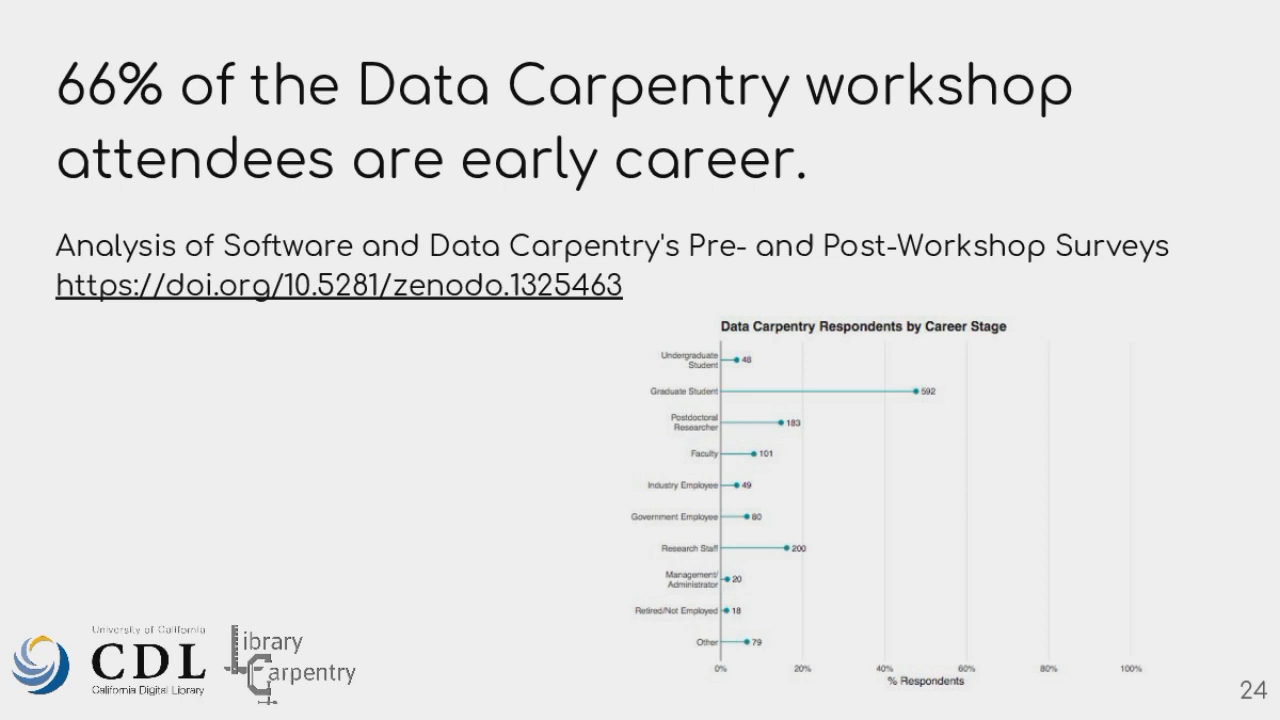 66% of the Data Carpentry workshop
attendees are early career.
Analysis of Software and Data Carpentry's Pre- and Post-Workshop Surveys
https://doi.org/10.5281/zenodo.1325463
Data Carpentry Respondents by Career Stage
Undergraduate
Student
48
Graduate Student
592
Postdoctoral
Researcher
183
Faculty
101
Industry Employee
49
Government Employee
80
Research Staff
200
Management/
Administrator
20
Retired/Not Employed
18
Other
79
0% 20% 40% 60% 80% 100%
% Respondents
University of California
CDL
California Digital Library
Library
Carpentry
24